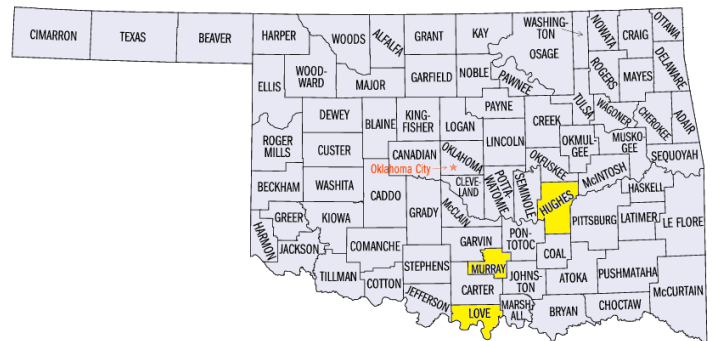 CIMARRON
TEXAS
BEAVER
HARPER
WOODS
ALFALFA
GRANT
KAY
WASHING-
TON
OSAGE
NOWATA
CRAIG
OTTAWA
ELLIS
WOOD-
WARD
MAJOR
GARFIELD
NOBLE
PAWNEE
ROGERS
MAYES
DELAWARE
DEWEY
BLAINE
KING-
FISHER
LOGAN
PAYNE
CREEK
TULSA
WAGONER
CHEROKEE
ADAIR
ROGER
MILLS
CUSTER
CANADIAN
OKLAHOMA
Oklahoma City
LINCOLN
OKMUL-
GEE
MUSKO-
GEE
OKFUSKEE
SEQUOYAH
BECKHAM
WASHITA
CADDO
CLEVE-
LAND
POTTA-
WATOMIE
SEMINOLE
HUGHES
McINTOSH
HASKELL
GREER
KIOWA
GRADY
McCLAIN
PITTSBURG
LATIMER
LE FLORE
HARMON
JACKSON
COMANCHE
GARVIN
PON-
TOTOC
COAL
TILLMAN
COTTON
STEPHENS
MURRAY
JOHNS-
TON
ATOKA
PUSHMATAHA
JEFFERSON
CARTER
LOVE
MARSH-
ALL
BRYAN
CHOCTAW
McCURTAIN